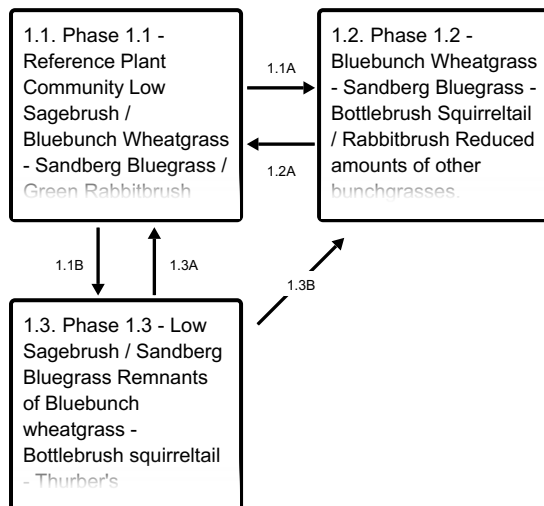 1.1. Phase 1.1 -
Reference Plant
Community Low
Sagebrush /
Bluebunch Wheatgrass
- Sandberg Bluegrass /
Green Rabbitbrush
1.1A
1.2A
1.2. Phase 1.2 -
Bluebunch Wheatgrass
- Sandberg Bluegrass -
Bottlebrush Squirreltail
/ Rabbitbrush Reduced
amounts of other
bunchgrasses.
1.1B
1.3A
1.3B
1.3. Phase 1.3 - Low
Sagebrush / Sandberg
Bluegrass Remnants
of Bluebunch
wheatgrass -
Bottlebrush squirreltail
- Thurber's